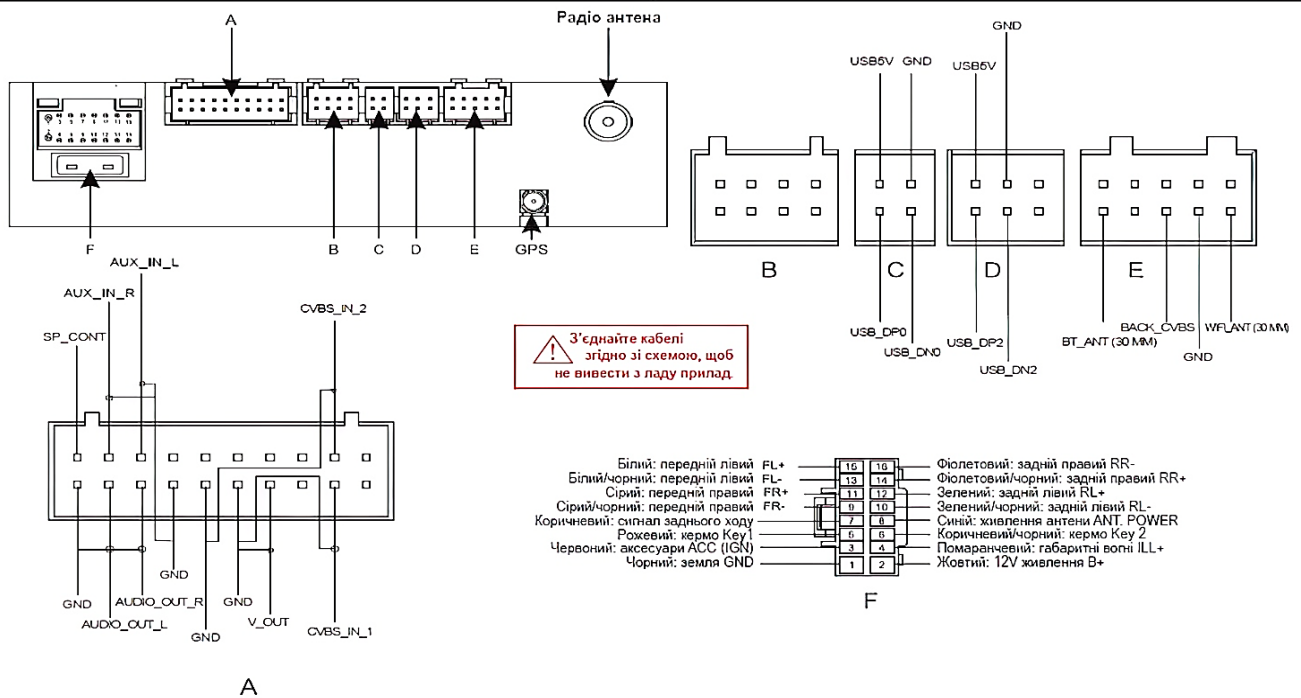 A
Радіо антена
F
B
C
D
E
GPS
GND
USB5V
GND
USB5V
B
C
D
E
USB_DP0
USB_DN0
USB_DP2
USB_DN2
BT_ANT (30 MM)
BACK_CVBS
GND
WFI_ANT (30 MM)
AUX_IN_L
AUX_IN_R
SP_CONT
CVBS_IN_2
GND
AUDIO_OUT_L
AUDIO_OUT_R
GND
GND
GND
V_OUT
CVBS_IN_1
A
З’єднайте кабелі
згідно зі схемою, щоб
не вивести з ладу прилад.
Білий: передній лівий FL+ 15 16 Фіолетовий: задній правий RR-
Білий/чорний: передній лівий FL- 13 14 Фіолетовий/чорний: задній правий RR+
Сірий: передній правий FR+ 11 12 Зелений: задній лівий RL+
Сірий/чорний: передній правий FR- 9 10 Зелений/чорний: задній лівий RL-
Коричневий: сигнал заднього ходу 7 8 Синій: живлення антени ANT. POWER
Рожевий: кермо Key1 5 6 Коричневий/чорний: кермо Key 2
Червоний: аксесуари ACC (IGN) 3 4 Помаранчевий: габаритні вогні ILL+
Чорний: земля GND 1 2 Жовтий: 12V живлення B+
F